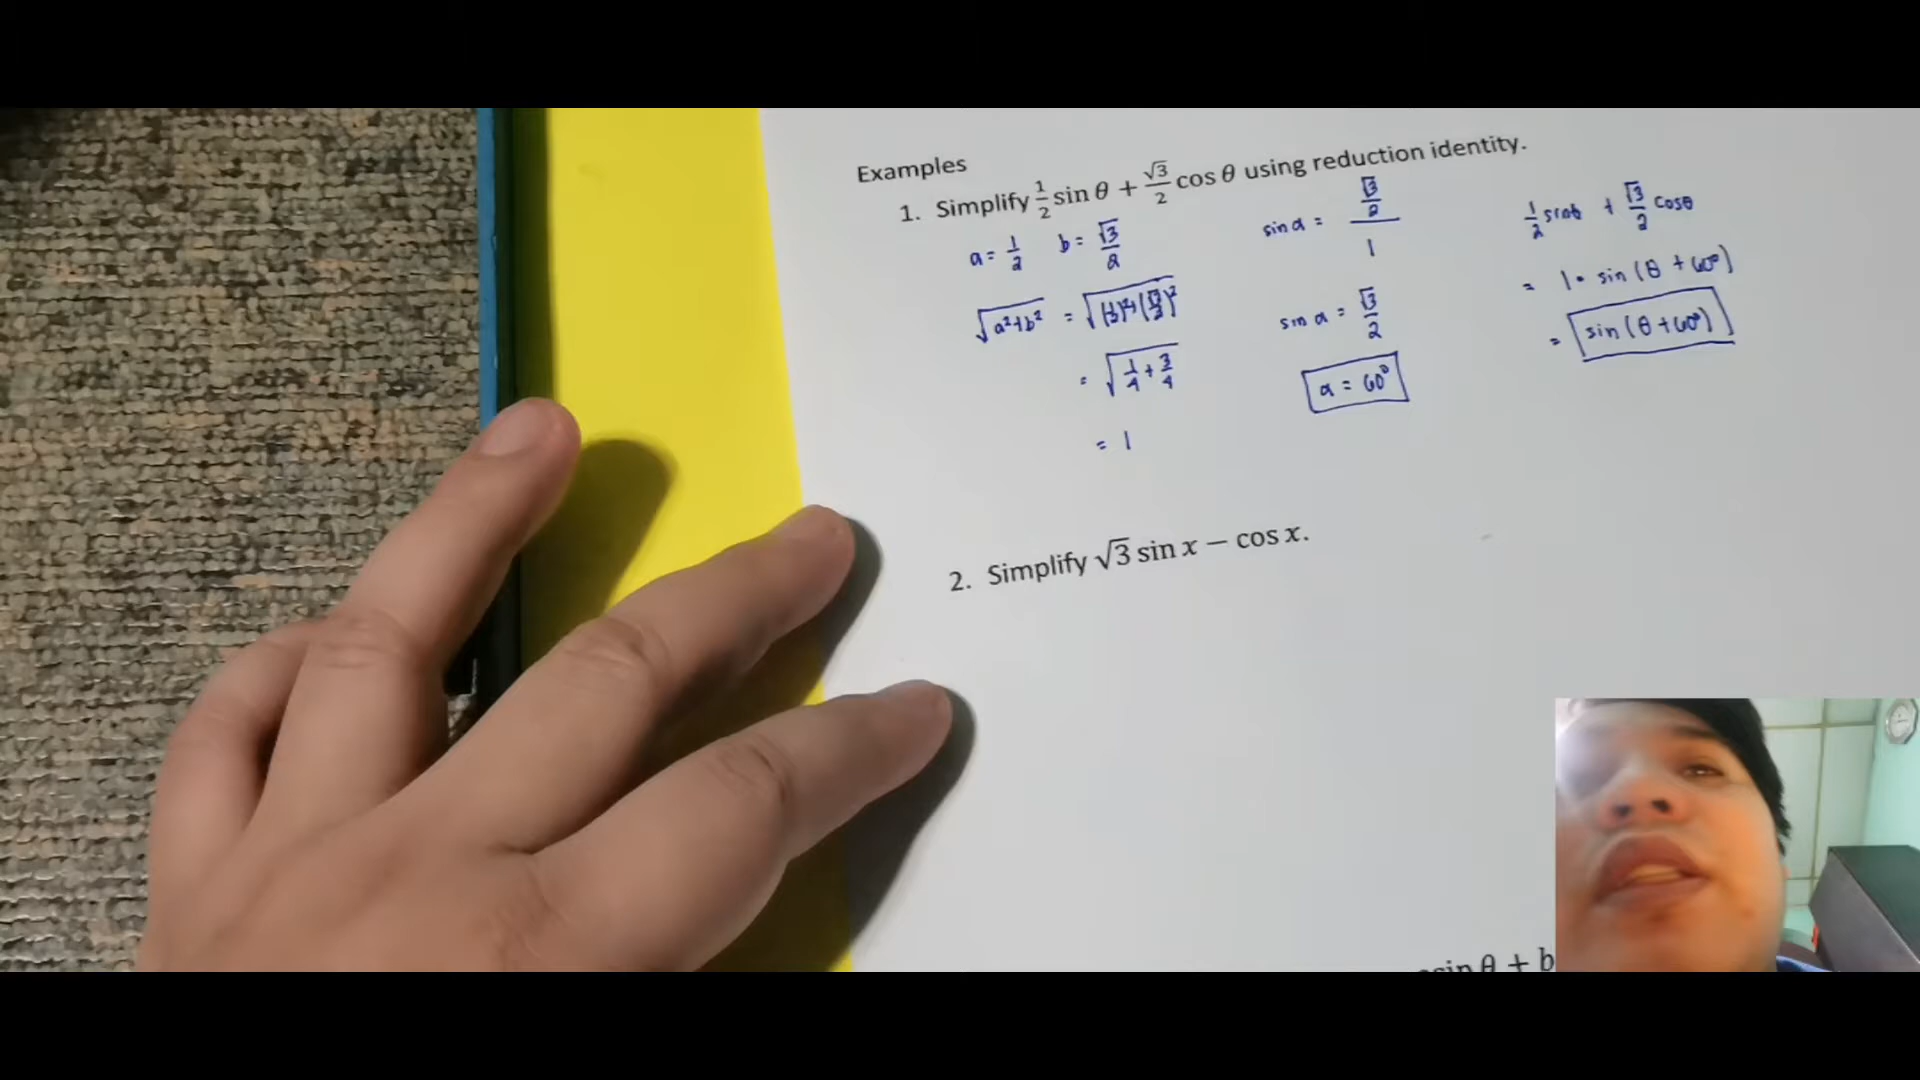 Examples
1. Simplify 1/2 sin θ + √3/2 cos θ using reduction identity.
a = 1/2 b = √3/2
√(a²+b²) = √((1/2)²+(√3/2)²)
= √(1/4 + 3/4)
= 1
sin α = (√3/2)/1
sin α = √3/2
α = 60°
1/2 sinθ + √3/2 cosθ
= 1 · sin (θ + 60°)
= sin (θ + 60°)
2. Simplify √3 sin x − cos x.
sin θ + b